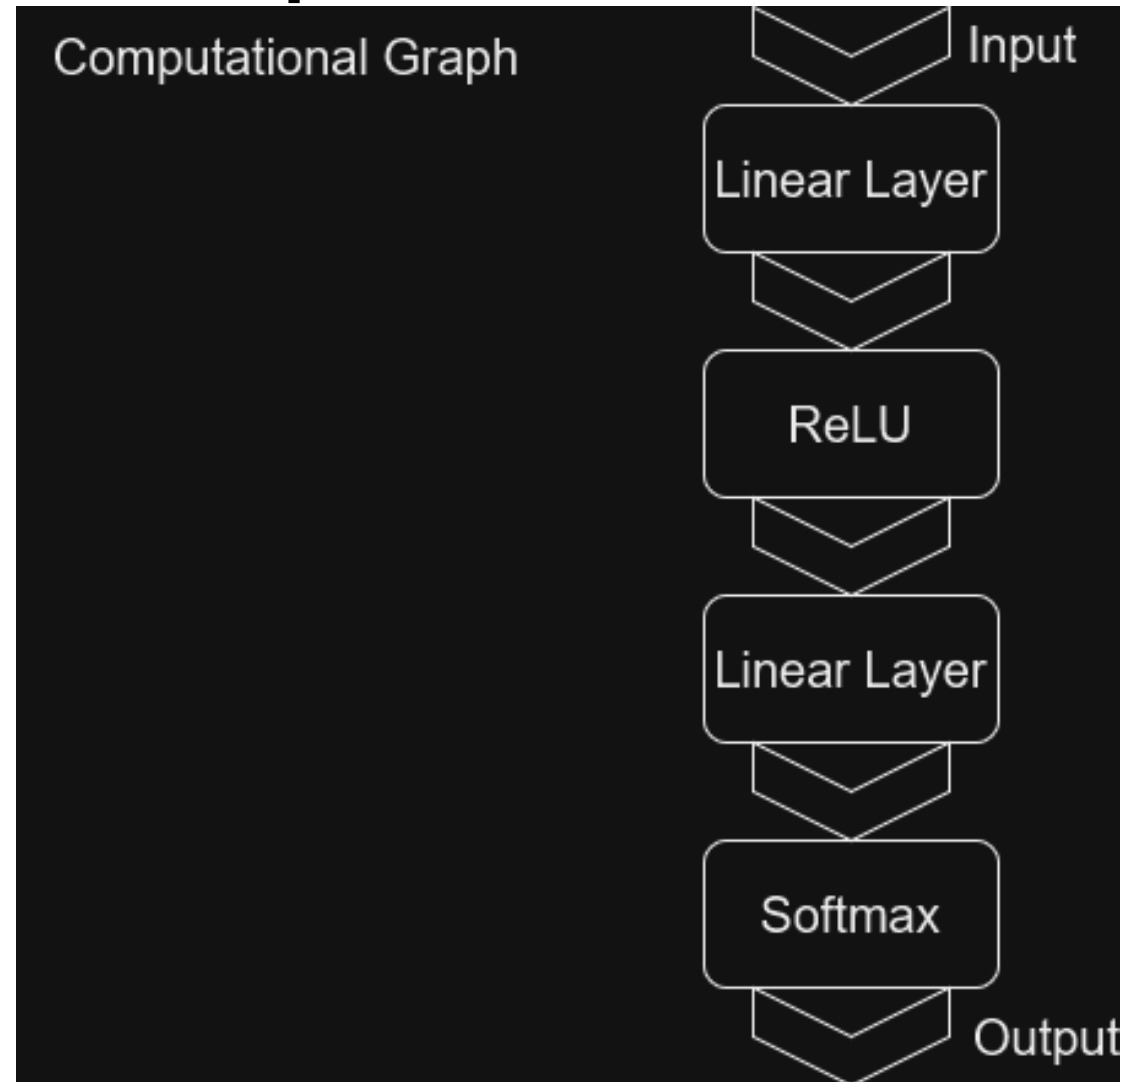 Computational Graph
Input
Linear Layer
ReLU
Linear Layer
Softmax
Output